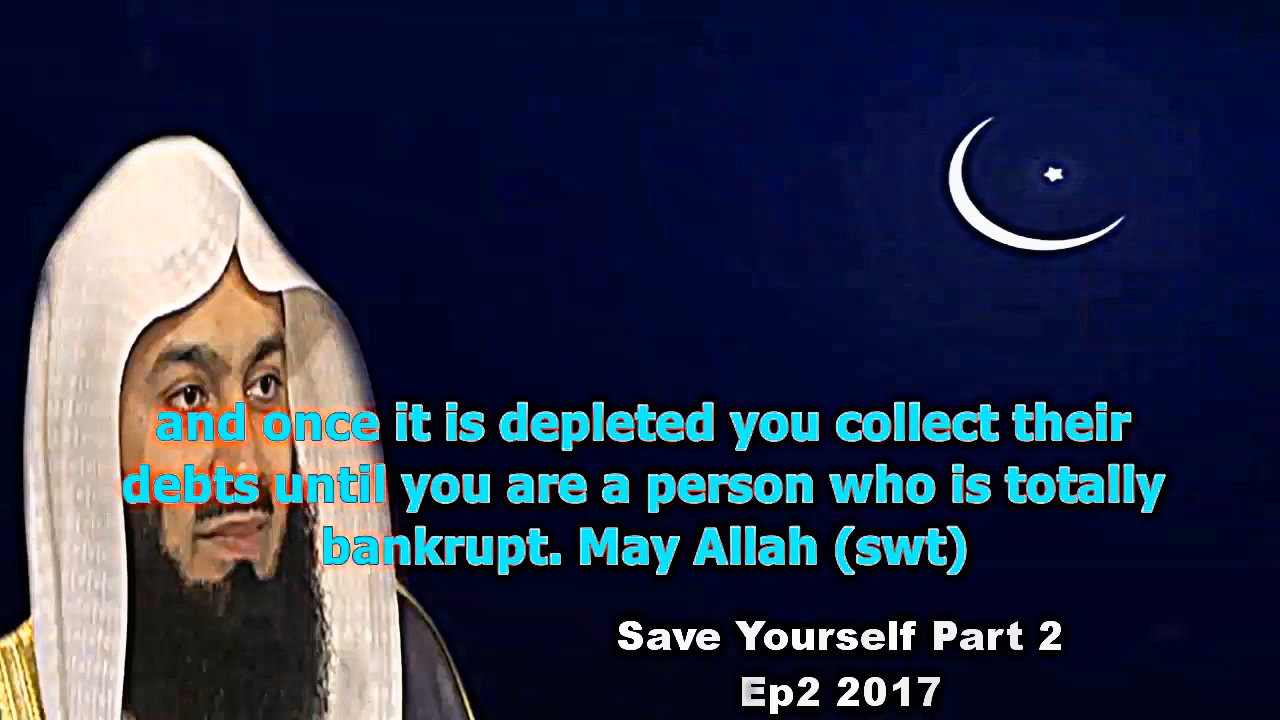 and once it is depleted you collect their
debts until you are a person who is totally
bankrupt. May Allah (swt)
Save Yourself Part 2
Ep2 2017